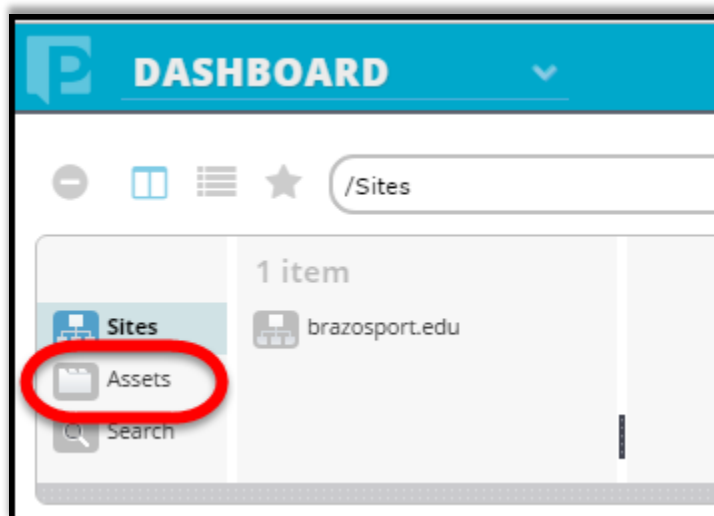 P DASHBOARD
/Sites
1 item
Sites
brazosport.edu
Assets
Search